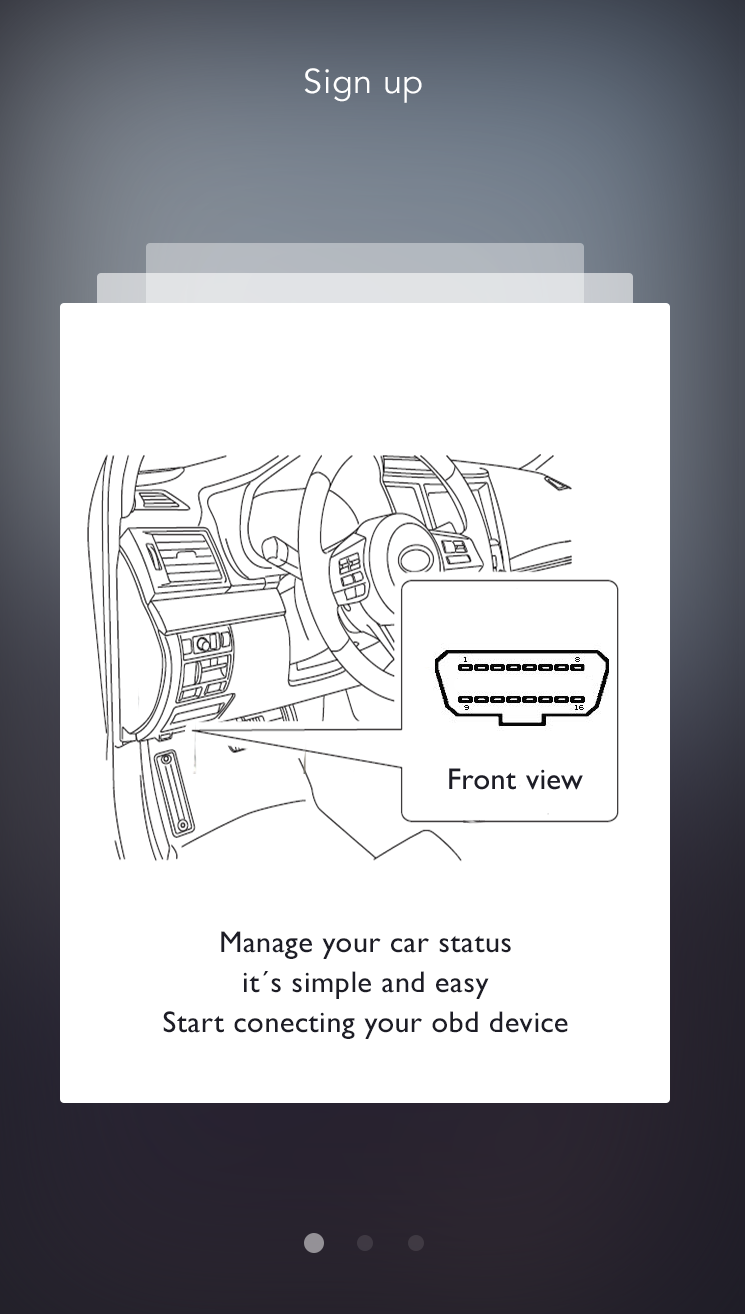 Sign up
1 8
9 16
Front view
Manage your car status
it´s simple and easy
Start conecting your obd device